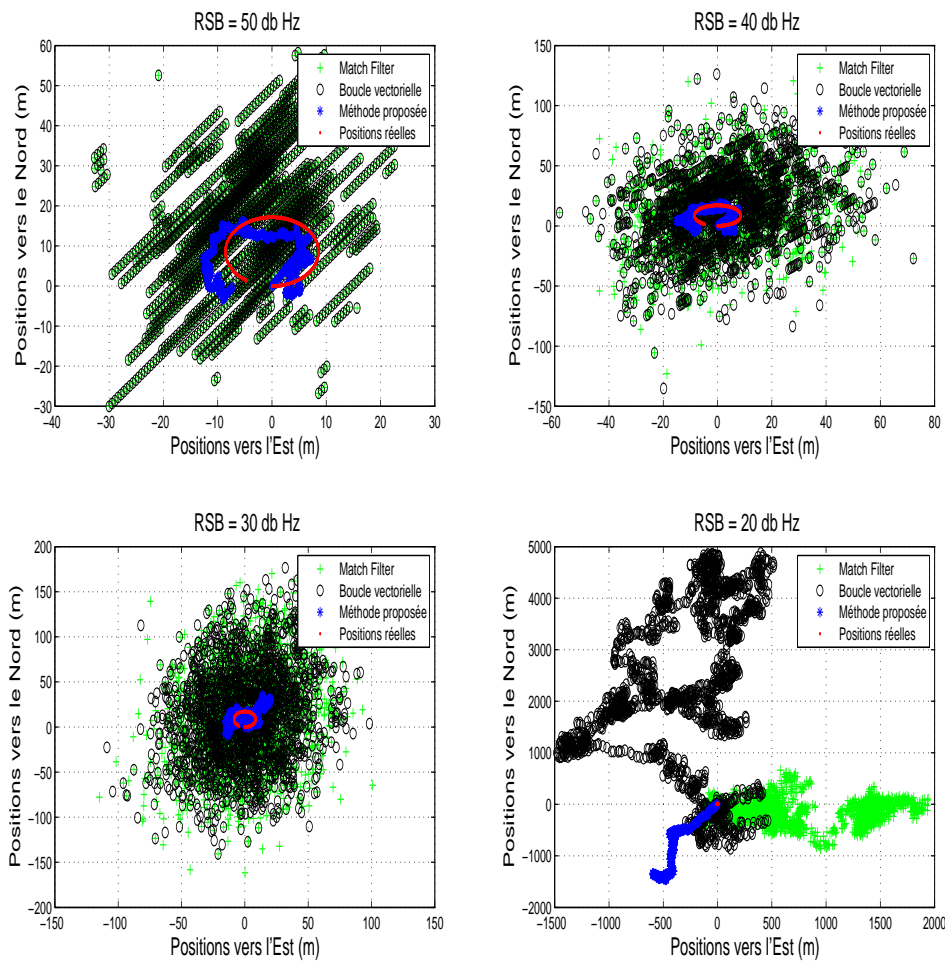 RSB = 50 db Hz
Match Filter
Boucle vectorielle
Méthode proposée
Positions réelles
60
50
40
30
20
10
0
−10
−20
−30
−40 −30 −20 −10 0 10 20 30
Positions vers le Nord (m)
Positions vers l'Est (m)
RSB = 40 db Hz
Match Filter
Boucle vectorielle
Méthode proposée
Positions réelles
150
100
50
0
−50
−100
−150
−60 −40 −20 0 20 40 60 80
Positions vers le Nord (m)
Positions vers l'Est (m)
RSB = 30 db Hz
Match Filter
Boucle vectorielle
Méthode proposée
Positions réelles
200
150
100
50
0
−50
−100
−150
−200
−150 −100 −50 0 50 100 150
Positions vers le Nord (m)
Positions vers l'Est (m)
RSB = 20 db Hz
Match Filter
Boucle vectorielle
Méthode proposée
Positions réelles
5000
4000
3000
2000
1000
0
−1000
−2000
−1500 −1000 −500 0 500 1000 1500 2000
Positions vers le Nord (m)
Positions vers l'Est (m)